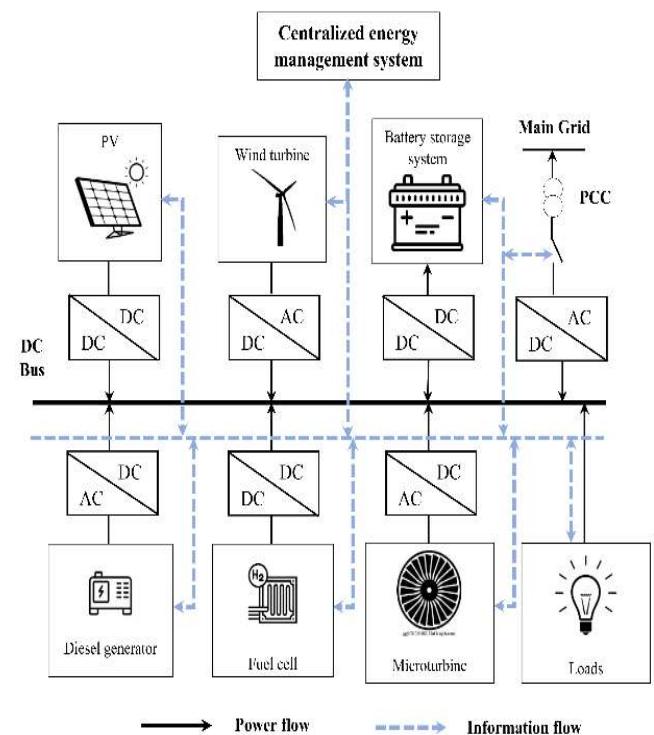 Centralized energy
management system
PV
Wind turbine
Battery storage
system
Main Grid
PCC
DC
DC
AC
DC
DC
DC
AC
DC
DC
Bus
DC
AC
DC
DC
DC
AC
H2
Diesel generator
Fuel cell
Microturbine
Loads
Power flow
Information flow